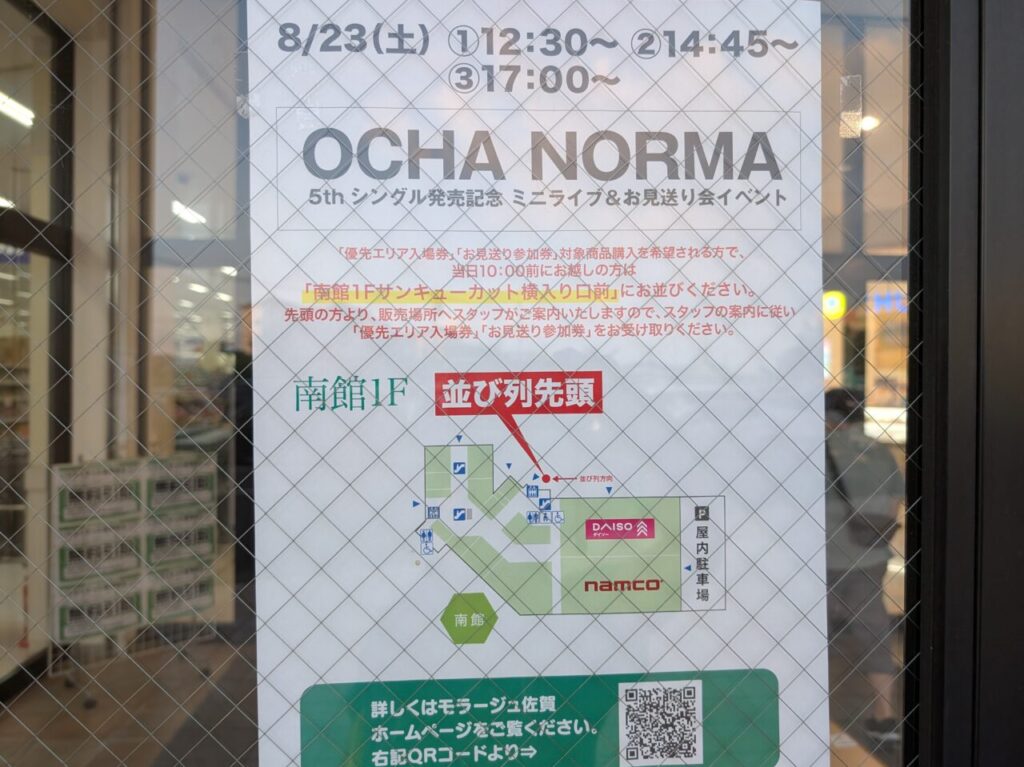 8/23(土) ①12:30～ ②14:45～
③17:00～
OCHA NORMA
5th シングル発売記念 ミニライブ&お見送り会イベント
「優先エリア入場券」「お見送り参加券」対象商品購入を希望される方で、
当日10:00前にお越しの方は
「南館1Fサンキューカット横入り口前」にお並びください。
先頭の方より、販売場所へスタッフがご案内いたしますので、スタッフの案内に従い
「優先エリア入場券」「お見送り参加券」をお受け取りください。
南館1F
並び列先頭
並び列方向
DAISO
ダイソー
P
屋内駐車場
namco
南館
詳しくはモラージュ佐賀
ホームページをご覧ください。
右記QRコードより⇒